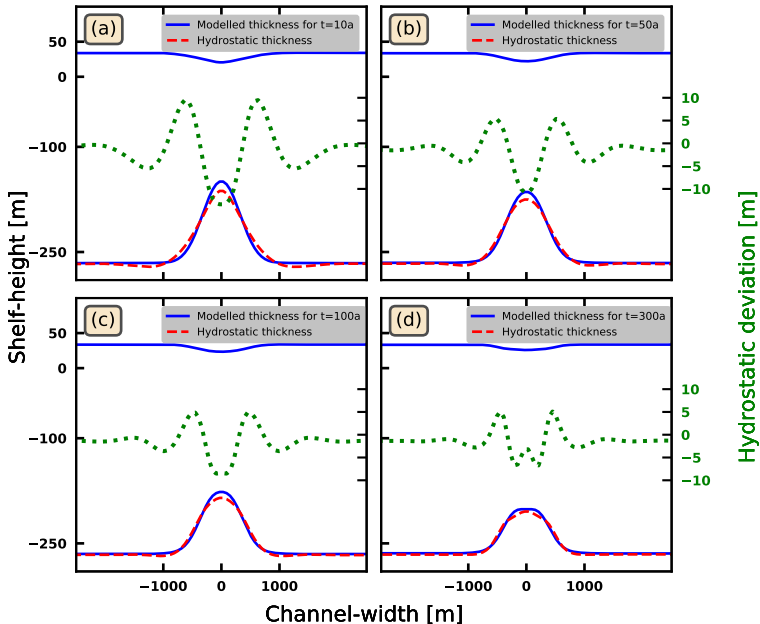 (a)
Modelled thickness for t=10a
Hydrostatic thickness
(b)
Modelled thickness for t=50a
Hydrostatic thickness
50
0
−100
−250
10
5
0
−5
−10
(c)
Modelled thickness for t=100a
Hydrostatic thickness
(d)
Modelled thickness for t=300a
Hydrostatic thickness
50
0
−100
−250
10
5
0
−5
−10
−1000
0
1000
−1000
0
1000
Shelf-height [m]
Hydrostatic deviation [m]
Channel-width [m]